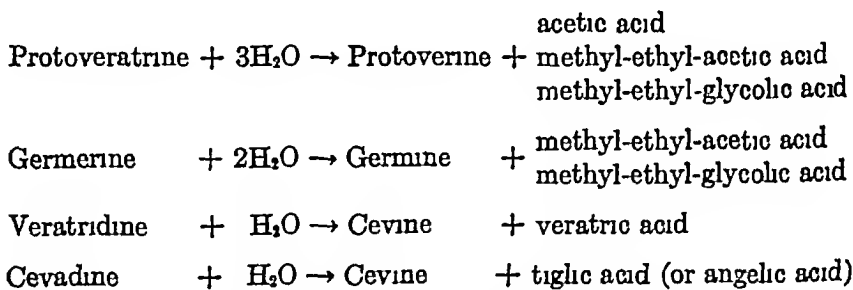 acetic acid
Protoveratrine + 3H₂O → Protoverine + methyl-ethyl-acetic acid
methyl-ethyl-glycolic acid
Germerine + 2H₂O → Germine + methyl-ethyl-acetic acid
methyl-ethyl-glycolic acid
Veratridine + H₂O → Cevine + veratric acid
Cevadine + H₂O → Cevine + tiglic acid (or angelic acid)